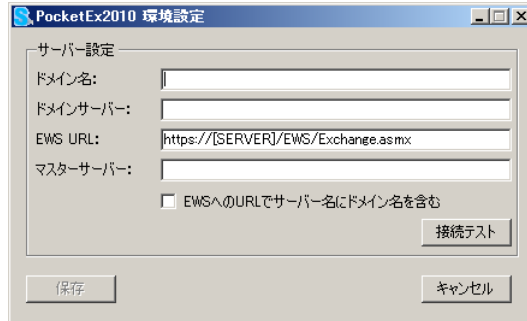 PocketEx2010 環境設定
サーバー設定
ドメイン名:
ドメインサーバー:
EWS URL: https://[SERVER]/EWS/Exchange.asmx
マスターサーバー:
EWSへのURLでサーバー名にドメイン名を含む
接続テスト
保存 キャンセル